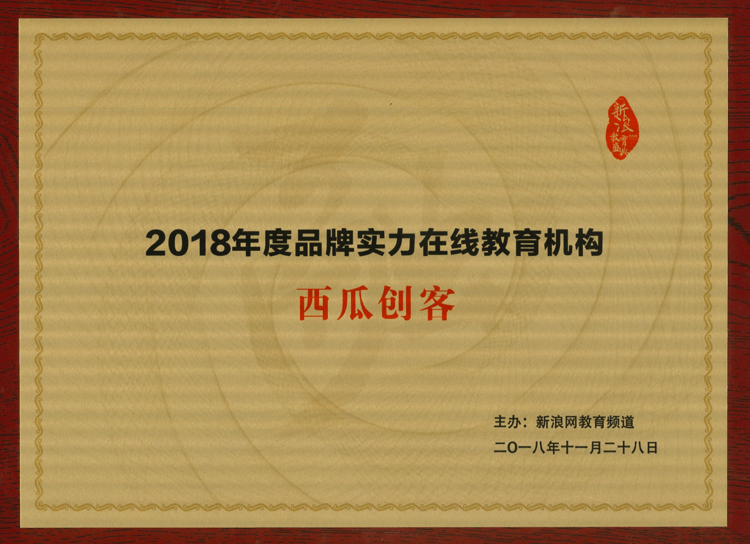 新浪
教育盛典
2018年度品牌实力在线教育机构
西瓜创客
主办：新浪网教育频道
二〇一八年十一月二十八日